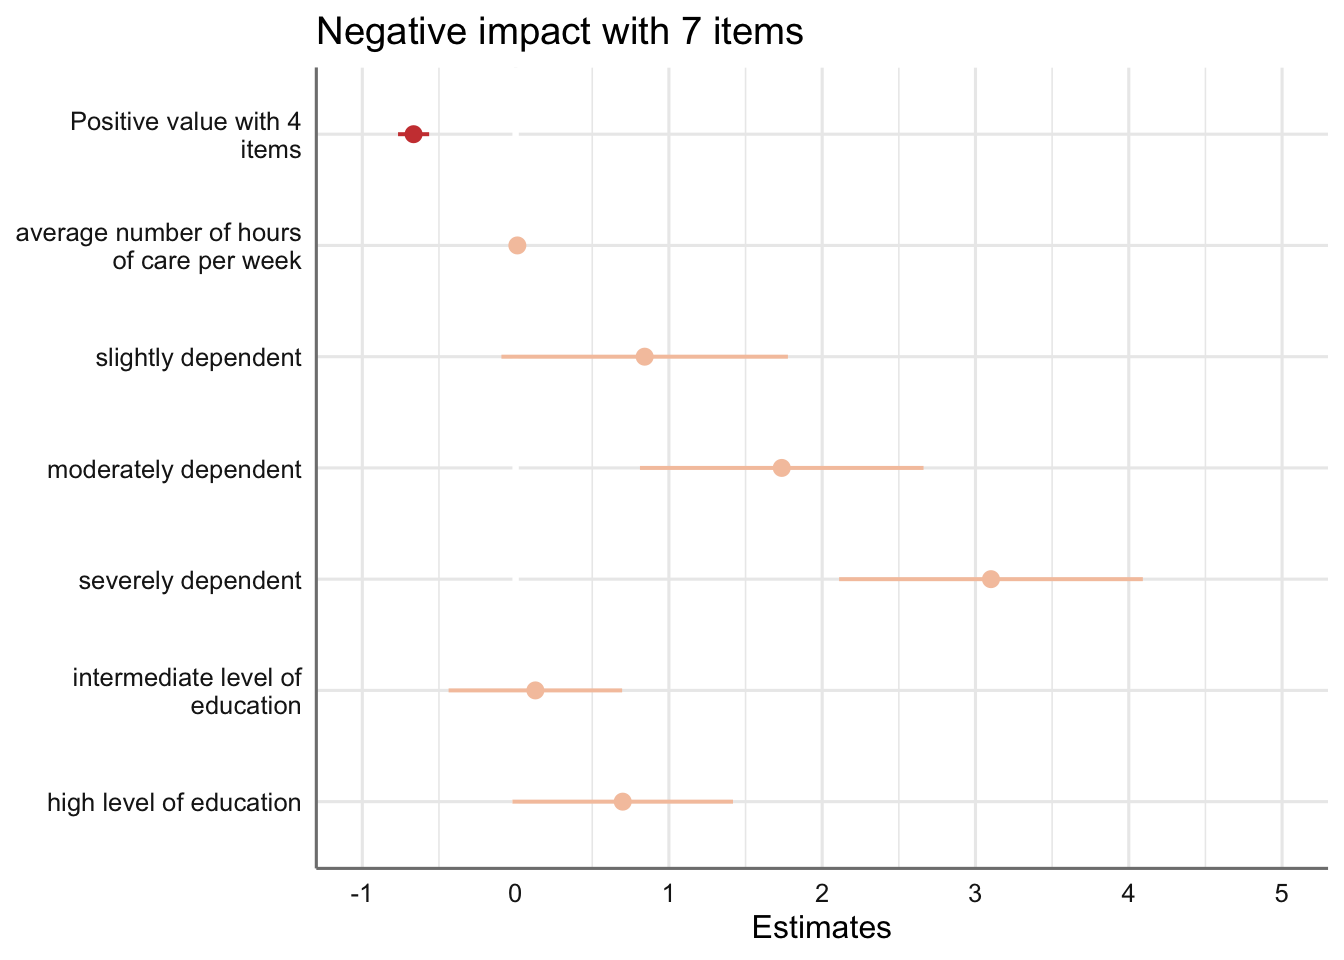 Negative impact with 7 items
Positive value with 4
items
average number of hours
of care per week
slightly dependent
moderately dependent
severely dependent
intermediate level of
education
high level of education
-1 0 1 2 3 4 5
Estimates